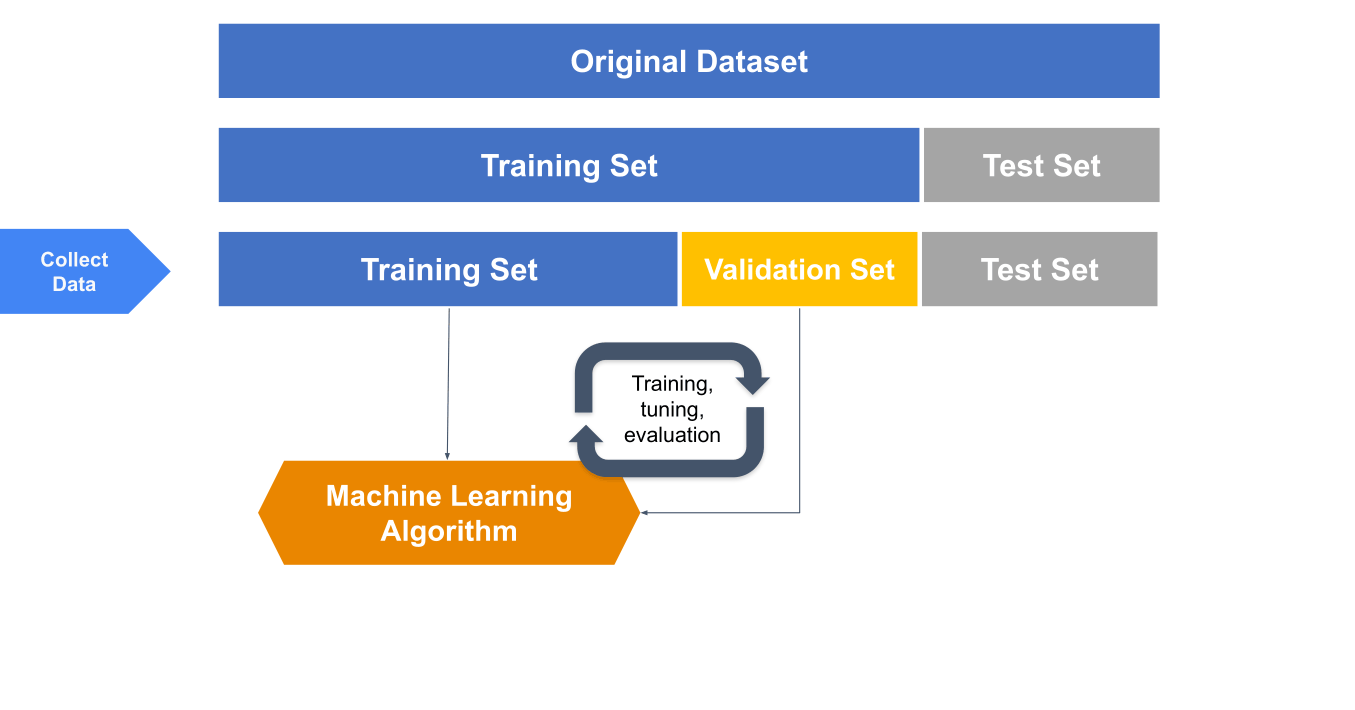 Original Dataset
Training Set
Test Set
Collect
Data
Training Set
Validation Set
Test Set
Training,
tuning,
evaluation
Machine Learning
Algorithm